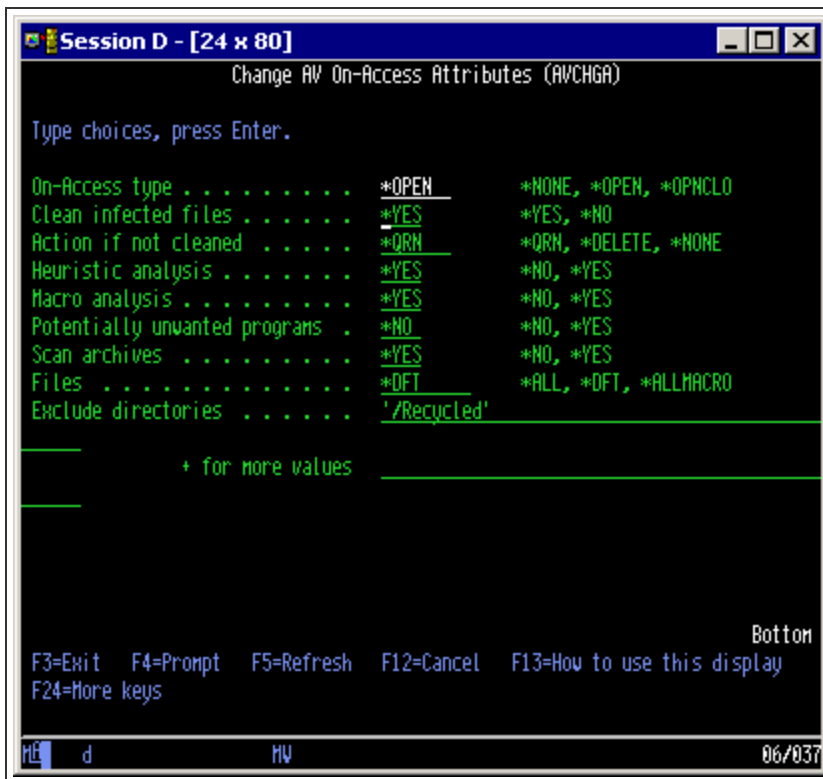 Session D - [24 x 80]
Change AV On-Access Attributes (AVCHGA)
Type choices, press Enter.
On-Access type . . . . . . . . . *OPEN *NONE, *OPEN, *OPNCLO
Clean infected files . . . . . . *YES *YES, *NO
Action if not cleaned . . . . . *QRN *QRN, *DELETE, *NONE
Heuristic analysis . . . . . . . *YES *NO, *YES
Macro analysis . . . . . . . . . *YES *NO, *YES
Potentially unwanted programs . *NO *NO, *YES
Scan archives . . . . . . . . . *YES *NO, *YES
Files . . . . . . . . . . . . . *DFT *ALL, *DFT, *ALLMACRO
Exclude directories . . . . . . '/Recycled'
+ for more values
Bottom
F3=Exit F4=Prompt F5=Refresh F12=Cancel F13=How to use this display
F24=More keys
MA d MW 06/037